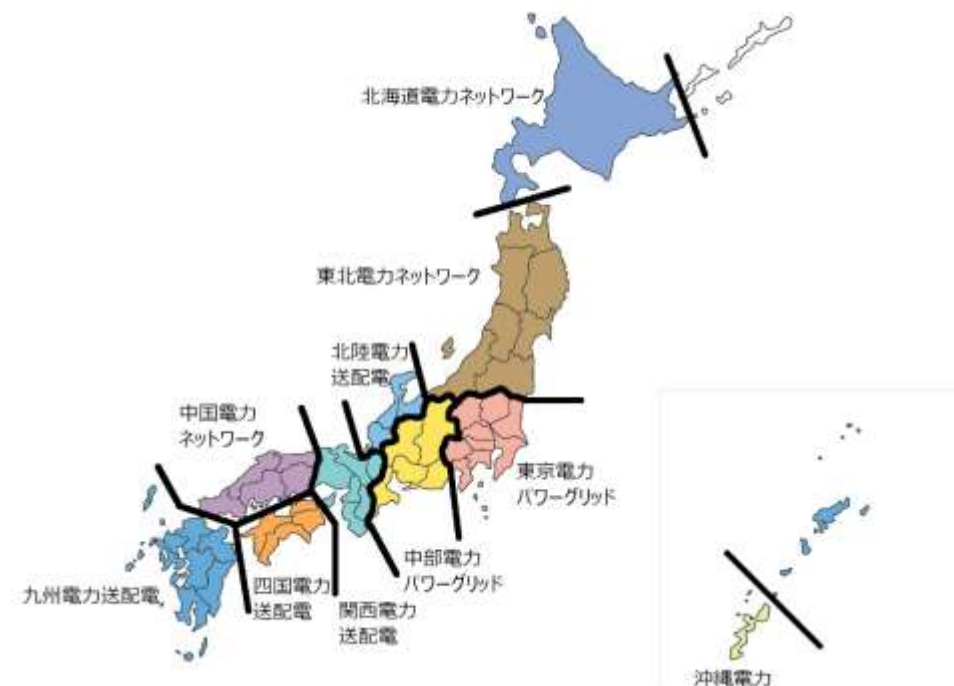 北海道電力ネットワーク
東北電力ネットワーク
北陸電力
送配電
中国電力
ネットワーク
東京電力
パワーグリッド
中部電力
パワーグリッド
九州電力送配電
四国電力
送配電
関西電力
送配電
沖縄電力